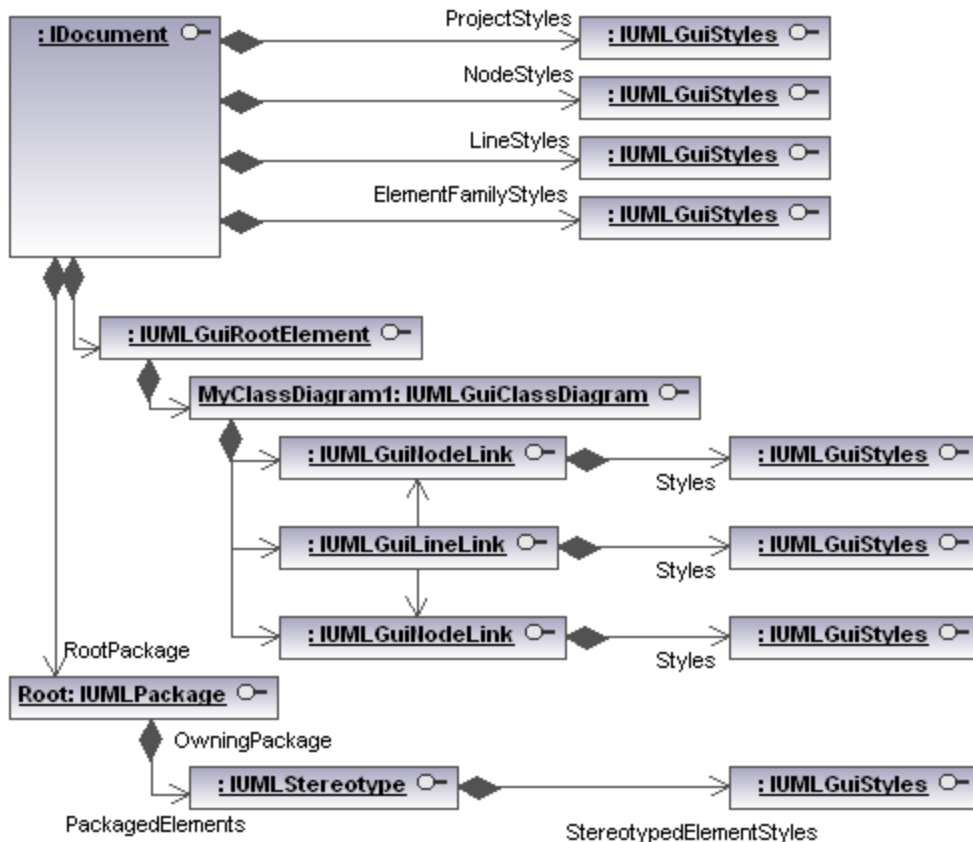 : IDocument
ProjectStyles
: IUMLGuiStyles
NodeStyles
: IUMLGuiStyles
LineStyles
: IUMLGuiStyles
ElementFamilyStyles
: IUMLGuiStyles
: IUMLGuiRootElement
MyClassDiagram1: IUMLGuiClassDiagram
: IUMLGuiNodeLink
Styles
: IUMLGuiStyles
: IUMLGuiLineLink
Styles
: IUMLGuiStyles
: IUMLGuiNodeLink
Styles
: IUMLGuiStyles
RootPackage
Root: IUMLPackage
OwningPackage
: IUMLStereotype
PackagedElements
StereotypedElementStyles
: IUMLGuiStyles